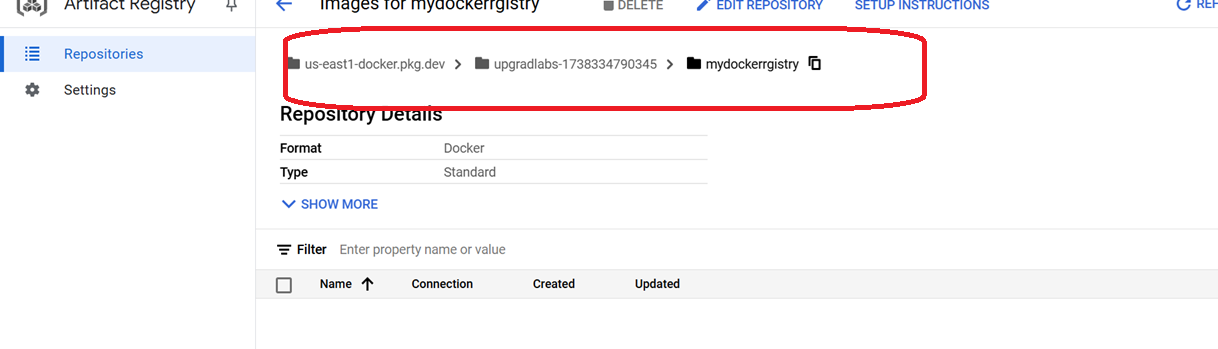 Artifact Registry
Images for mydockerrgistry
DELETE
EDIT REPOSITORY
SETUP INSTRUCTIONS
Repositories
Settings
us-east1-docker.pkg.dev
upgradlabs-1738334790345
mydockerrgistry
Repository Details
Format Docker
Type Standard
SHOW MORE
Filter Enter property name or value
Name Connection Created Updated